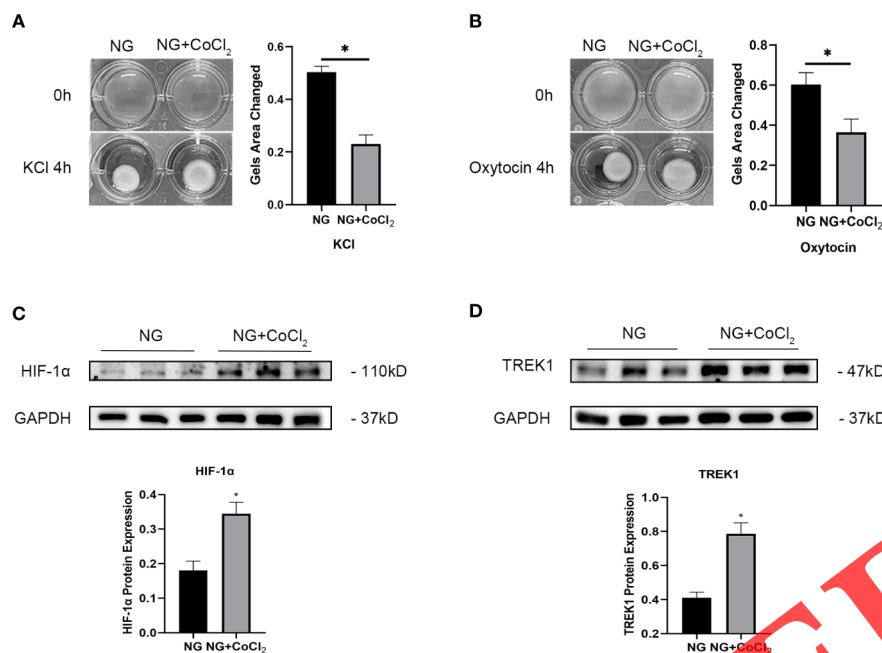 A
NG NG+CoCl₂
0h
KCl 4h
Gels Area Changed
0.6
0.4
0.2
0.0
*
NG NG+CoCl₂
KCl
B
NG NG+CoCl₂
0h
Oxytocin 4h
Gels Area Changed
0.8
0.6
0.4
0.2
0.0
*
NG NG+CoCl₂
Oxytocin
C
NG NG+CoCl₂
HIF-1α - 110kD
GAPDH - 37kD
HIF-1α
HIF-1α Protein Expression
0.4
0.3
0.2
0.1
0.0
*
NG NG+CoCl₂
D
NG NG+CoCl₂
TREK1 - 47kD
GAPDH - 37kD
TREK1
TREK1 Protein Expression
1.0
0.8
0.6
0.4
0.2
*
NG NG+CoCl₂